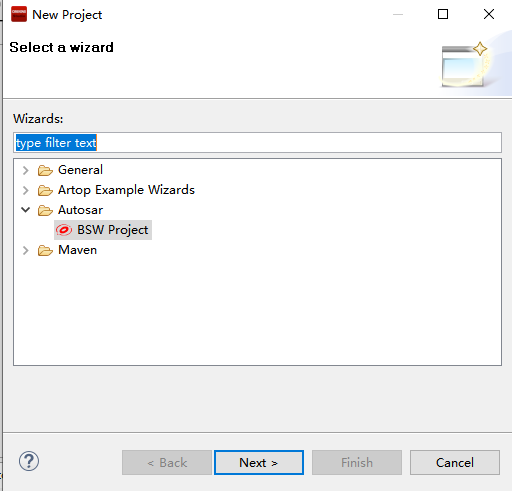 New Project
Select a wizard
Wizards:
type filter text
General
Artop Example Wizards
Autosar
BSW Project
Maven
?
< Back
Next >
Finish
Cancel